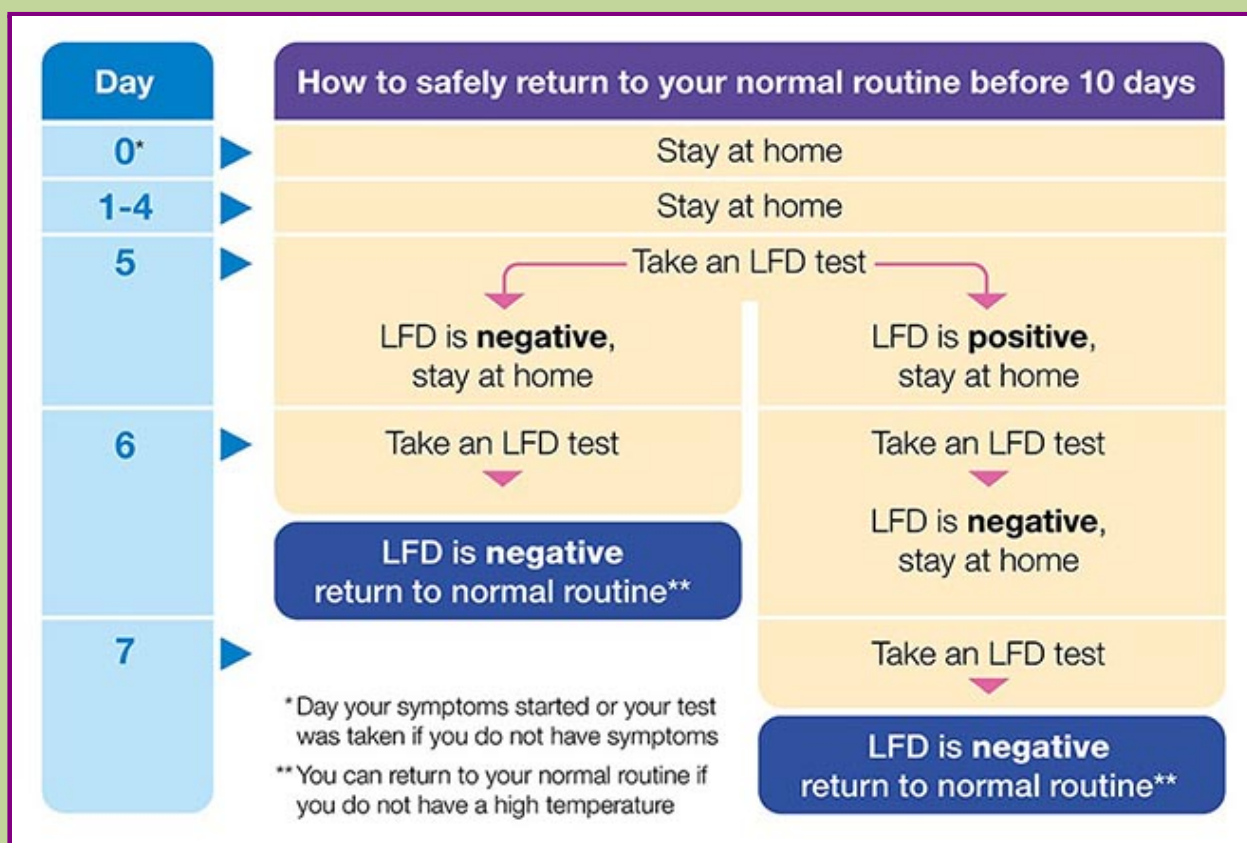 Day
How to safely return to your normal routine before 10 days
0*
Stay at home
1-4
Stay at home
5
Take an LFD test
LFD is negative,
stay at home
LFD is positive,
stay at home
6
Take an LFD test
LFD is negative
return to normal routine**
Take an LFD test
LFD is negative,
stay at home
7
Take an LFD test
LFD is negative
return to normal routine**
* Day your symptoms started or your test
was taken if you do not have symptoms
** You can return to your normal routine if
you do not have a high temperature